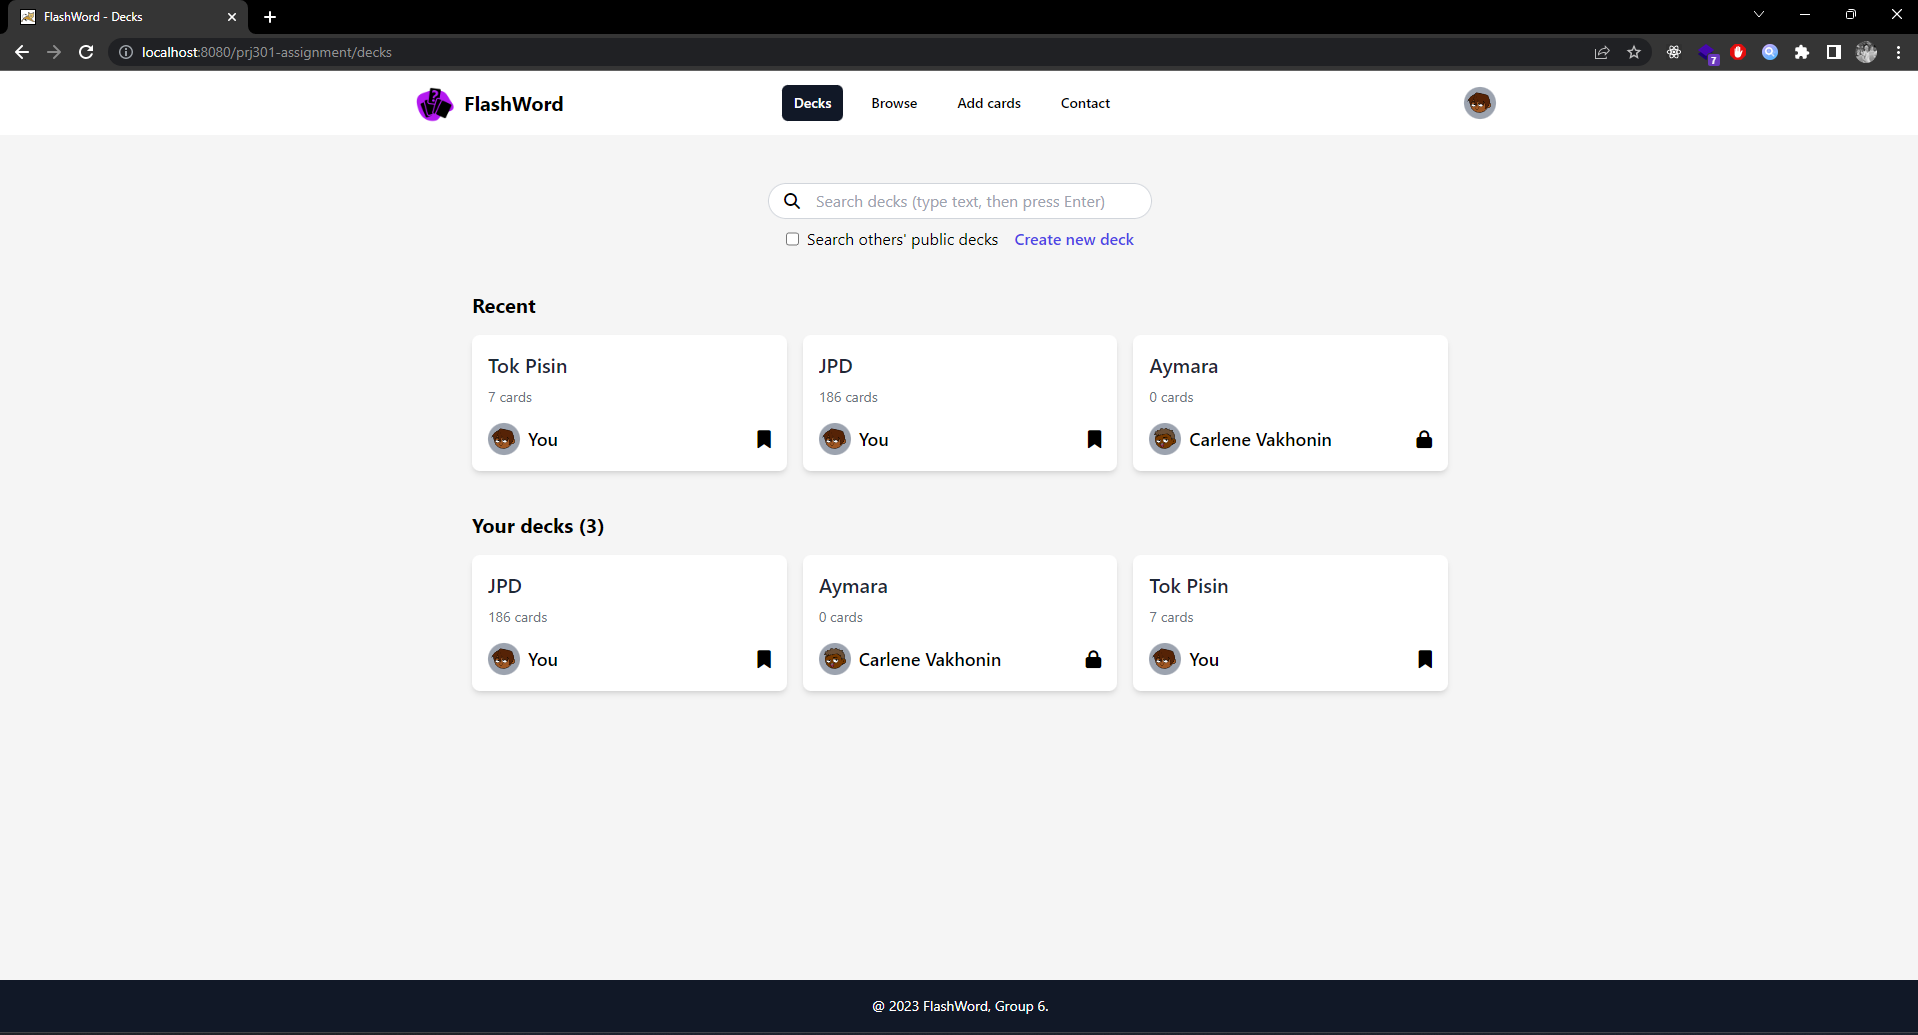 FlashWord - Decks
localhost:8080/prj301-assignment/decks
7
FlashWord
Decks Browse Add cards Contact
Search decks (type text, then press Enter)
Search others' public decks Create new deck
Recent
Tok Pisin
7 cards
You
JPD
186 cards
You
Aymara
0 cards
Carlene Vakhonin
Your decks (3)
JPD
186 cards
You
Aymara
0 cards
Carlene Vakhonin
Tok Pisin
7 cards
You
@ 2023 FlashWord, Group 6.